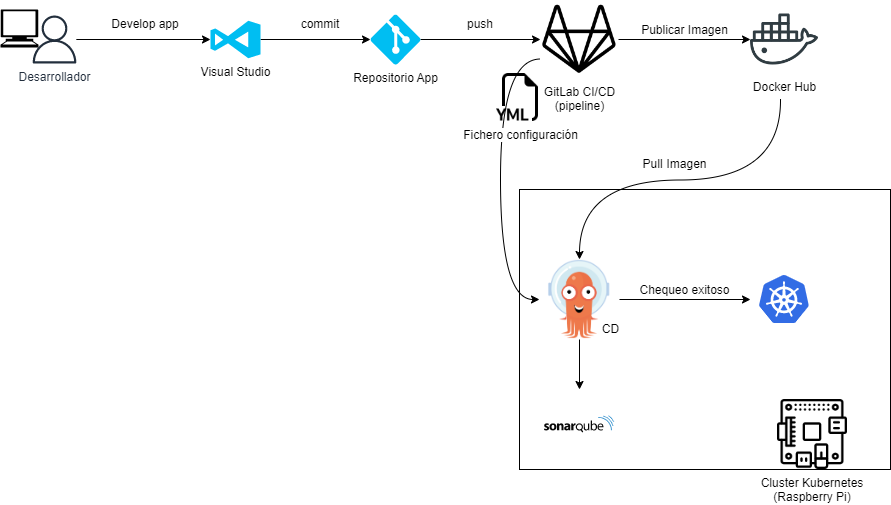 Develop app
commit
push
Publicar Imagen
Desarrollador
Visual Studio
Repositorio App
GitLab CI/CD
(pipeline)
Docker Hub
YML
Fichero configuración
Pull Imagen
Chequeo exitoso
CD
sonarqube
Cluster Kubernetes
(Raspberry Pi)